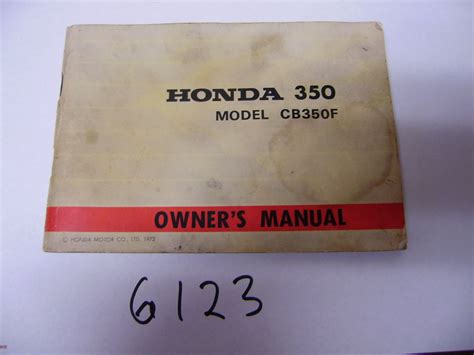 HONDA 350
MODEL CB350F
OWNER'S MANUAL
© HONDA MOTOR CO., LTD. 1972
6123